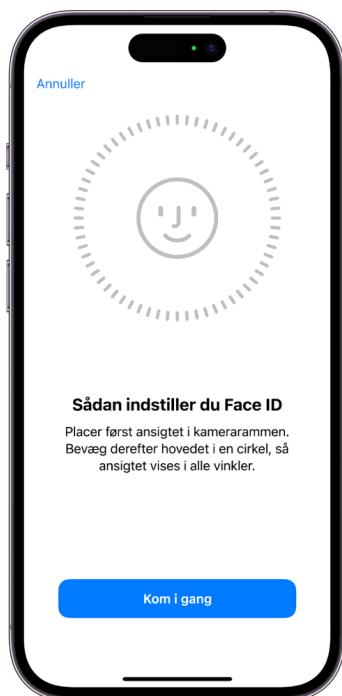 Annuller
Sådan indstiller du Face ID
Placer først ansigtet i kamerarammen.
Bevæg derefter hovedet i en cirkel, så
ansigtet vises i alle vinkler.
Kom i gang